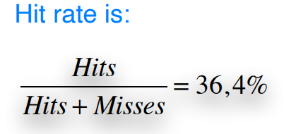 Hit rate is:
Hits
Hits + Misses
= 36,4%